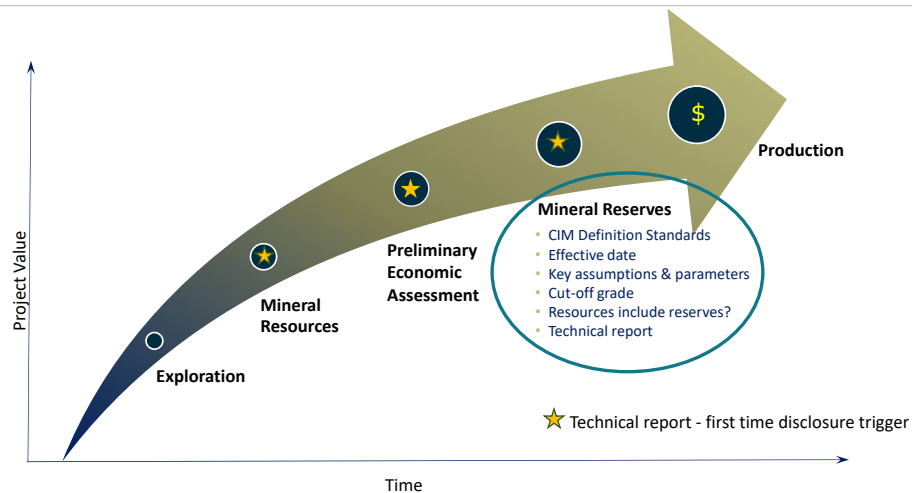 Project Value
$
Production
Mineral Reserves
• CIM Definition Standards
• Effective date
• Key assumptions & parameters
• Cut-off grade
• Resources include reserves?
• Technical report
Preliminary
Economic
Assessment
Mineral
Resources
Exploration
Technical report - first time disclosure trigger
Time